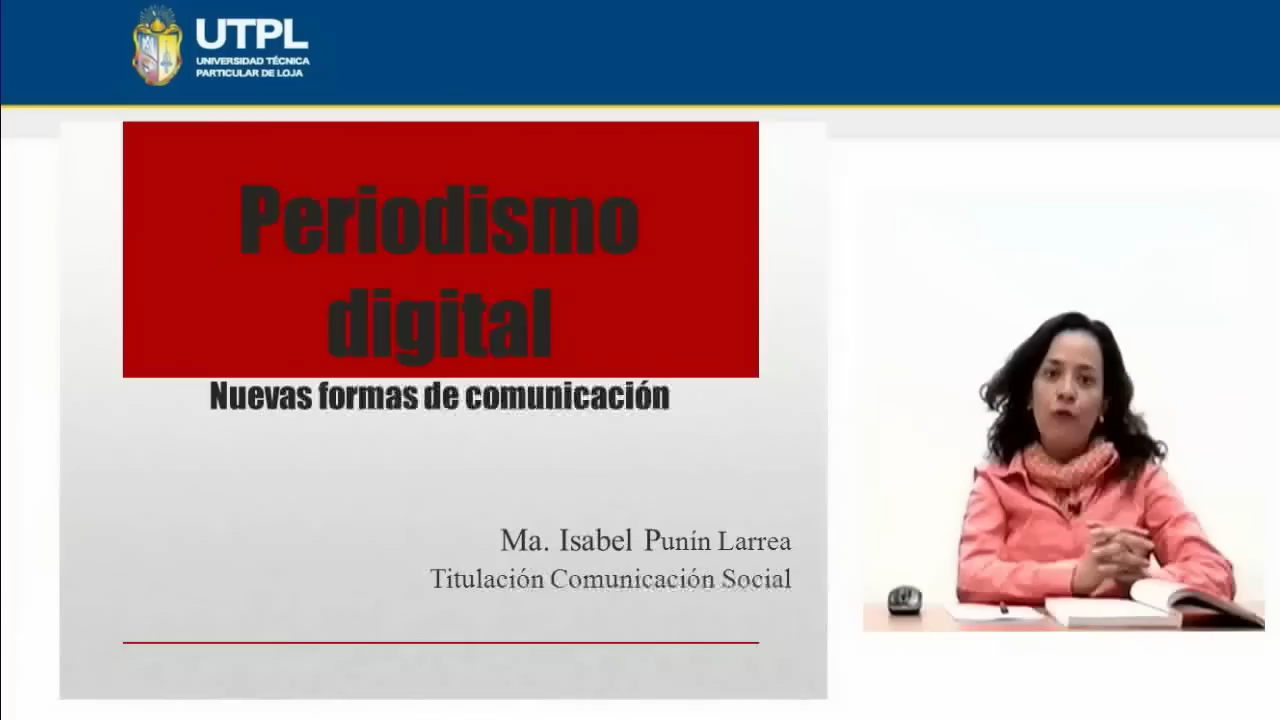 UTPL
UNIVERSIDAD TÉCNICA
PARTICULAR DE LOJA
Periodismo
digital
Nuevas formas de comunicación
Ma. Isabel Punín Larrea
Titulación Comunicación Social